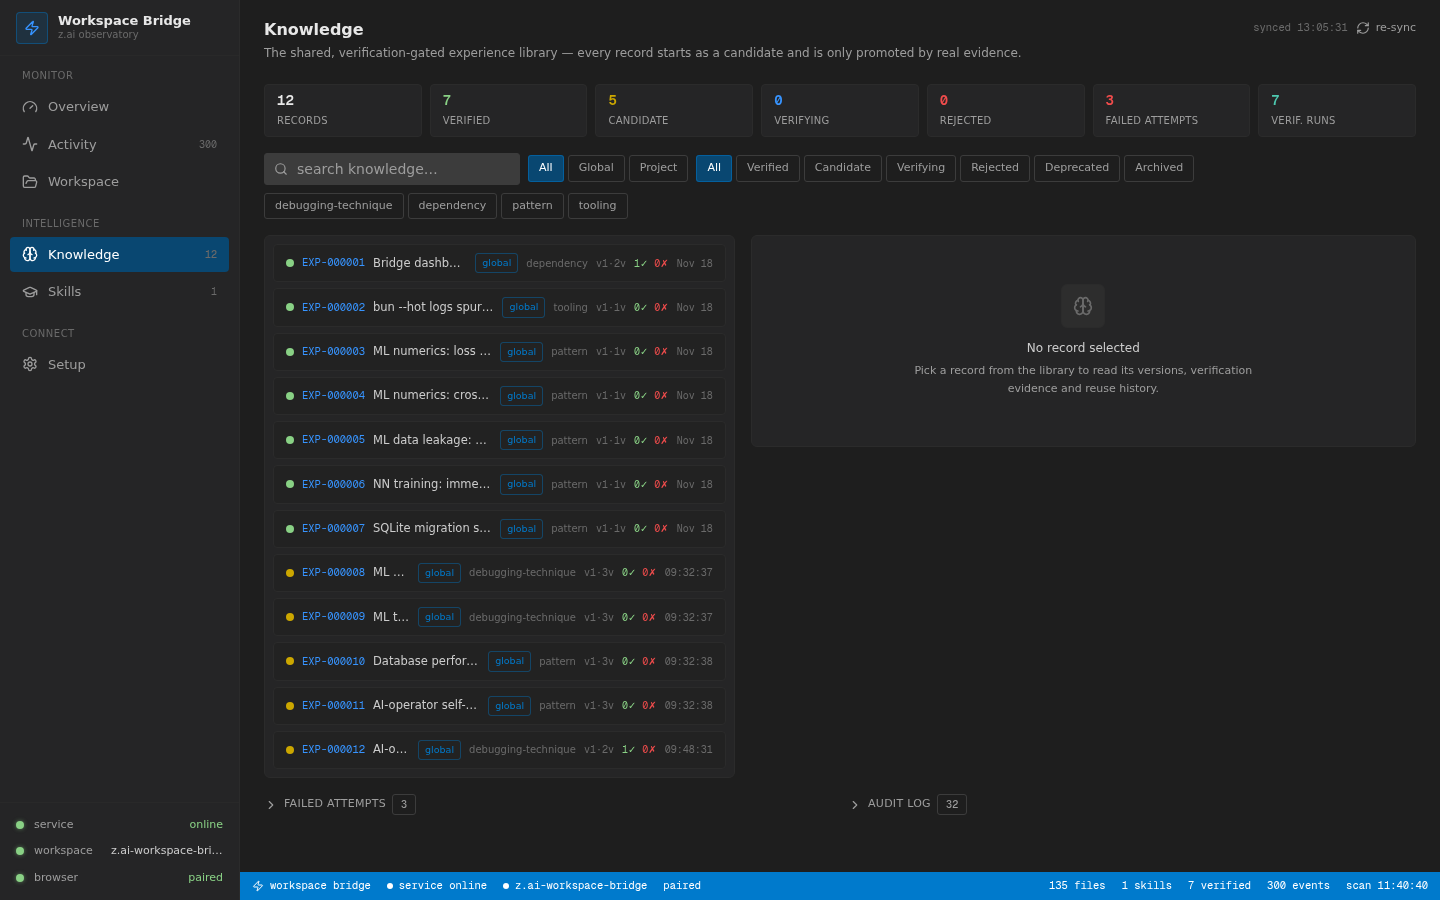 Workspace Bridge
z.ai observatory
MONITOR
Overview
Activity 300
Workspace
INTELLIGENCE
Knowledge 12
Skills 1
CONNECT
Setup
service online
workspace z.ai-workspace-bri...
browser paired
Knowledge
synced 13:05:31 re-sync
The shared, verification-gated experience library — every record starts as a candidate and is only promoted by real evidence.
12 7 5 0 0 3 7
RECORDS VERIFIED CANDIDATE VERIFYING REJECTED FAILED ATTEMPTS VERIF. RUNS
search knowledge... All Global Project All Verified Candidate Verifying Rejected Deprecated Archived
debugging-technique dependency pattern tooling
EXP-000001 Bridge dashb... global dependency v1·2v 1✓ 0✗ Nov 18
EXP-000002 bun --hot logs spur... global tooling v1·1v 0✓ 0✗ Nov 18
EXP-000003 ML numerics: loss ... global pattern v1·1v 0✓ 0✗ Nov 18
EXP-000004 ML numerics: cros... global pattern v1·1v 0✓ 0✗ Nov 18
EXP-000005 ML data leakage: ... global pattern v1·1v 0✓ 0✗ Nov 18
EXP-000006 NN training: imme... global pattern v1·1v 0✓ 0✗ Nov 18
EXP-000007 SQLite migration s... global pattern v1·1v 0✓ 0✗ Nov 18
EXP-000008 ML ... global debugging-technique v1·3v 0✓ 0✗ 09:32:37
EXP-000009 ML t... global debugging-technique v1·3v 0✓ 0✗ 09:32:37
EXP-000010 Database perfor... global pattern v1·3v 0✓ 0✗ 09:32:38
EXP-000011 AI-operator self-... global pattern v1·3v 0✓ 0✗ 09:32:38
EXP-000012 AI-o... global debugging-technique v1·2v 1✓ 0✗ 09:48:31
No record selected
Pick a record from the library to read its versions, verification
evidence and reuse history.
FAILED ATTEMPTS 3
AUDIT LOG 32
workspace bridge service online z.ai-workspace-bridge paired 135 files 1 skills 7 verified 300 events scan 11:40:40